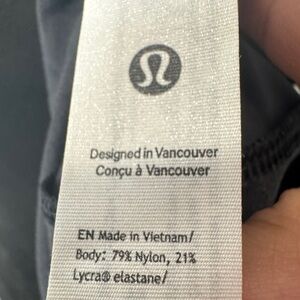 Designed in Vancouver
Conçu à Vancouver
EN Made in Vietnam/
Body: 79% Nylon, 21%
Lycra® elastane/